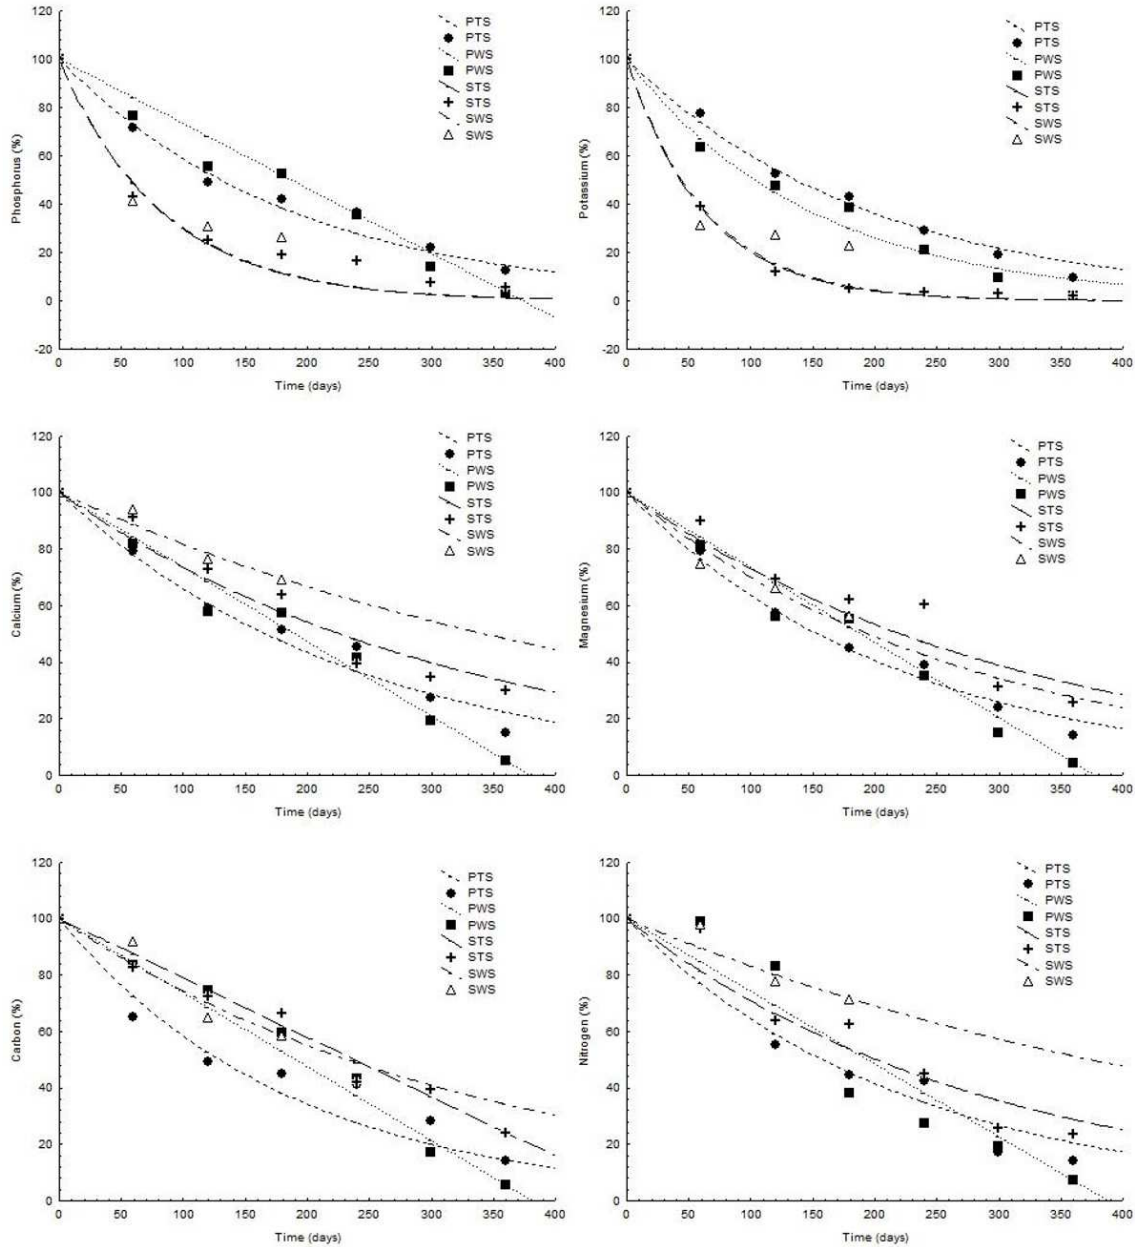 120
100
80
60
40
20
0
-20
Phosphorus (%)
0 50 100 150 200 250 300 350 400
Time (days)
PTS
PTS
PWS
PWS
STS
STS
SWS
SWS
120
100
80
60
40
20
0
-20
Potassium (%)
0 50 100 150 200 250 300 350 400
Time (days)
PTS
PTS
PWS
PWS
STS
STS
SWS
SWS
120
100
80
60
40
20
0
Calcium (%)
0 50 100 150 200 250 300 350 400
Time (days)
PTS
PTS
PWS
PWS
STS
STS
SWS
SWS
120
100
80
60
40
20
0
Magnesium (%)
0 50 100 150 200 250 300 350 400
Time (days)
PTS
PTS
PWS
PWS
STS
STS
SWS
SWS
120
100
80
60
40
20
0
Carbon (%)
0 50 100 150 200 250 300 350 400
Time (days)
PTS
PTS
PWS
PWS
STS
STS
SWS
SWS
120
100
80
60
40
20
0
Nitrogen (%)
0 50 100 150 200 250 300 350 400
Time (days)
PTS
PTS
PWS
PWS
STS
STS
SWS
SWS